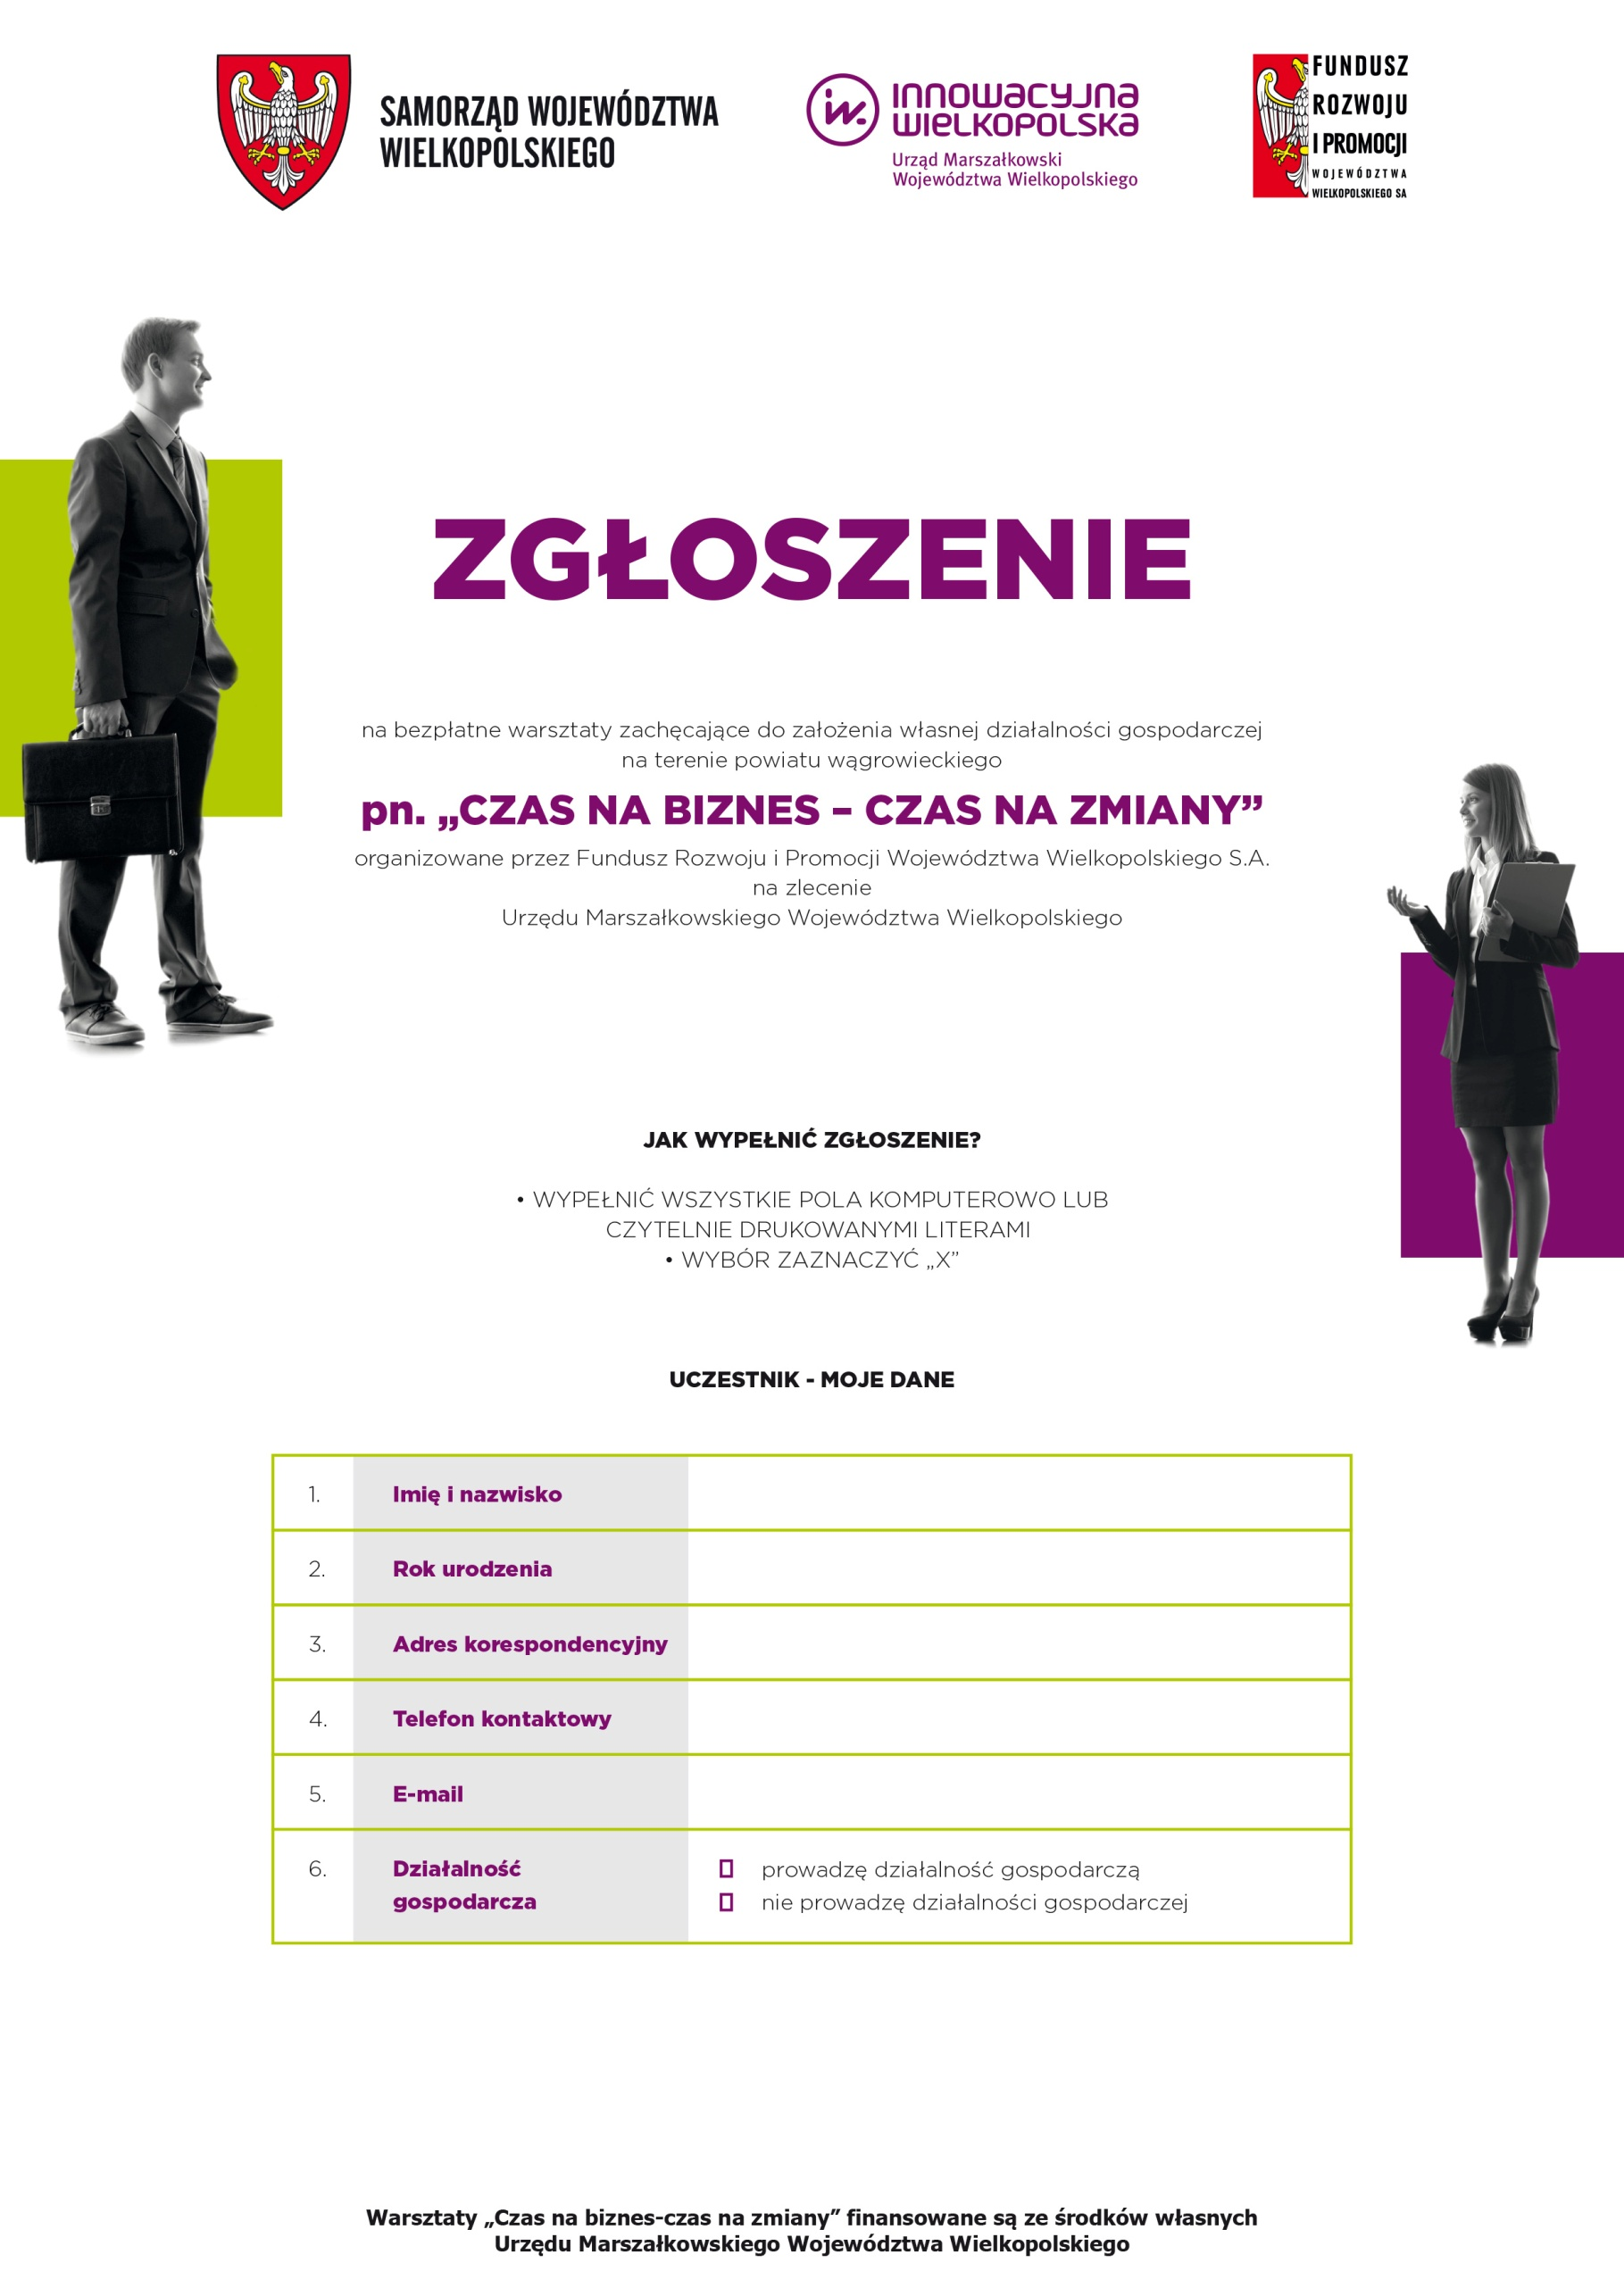 SAMORZĄD WOJEWÓDZTWA
WIELKOPOLSKIEGO
iw.
INNOWACYJNA
WIELKOPOLSKA
Urząd Marszałkowski
Województwa Wielkopolskiego
FUNDUSZ
ROZWOJU
I PROMOCJI
WOJEWÓDZTWA
WIELKOPOLSKIEGO SA
ZGŁOSZENIE
na bezpłatne warsztaty zachęcające do założenia własnej działalności gospodarczej
na terenie powiatu wągrowieckiego
pn. „CZAS NA BIZNES – CZAS NA ZMIANY”
organizowane przez Fundusz Rozwoju i Promocji Województwa Wielkopolskiego S.A.
na zlecenie
Urzędu Marszałkowskiego Województwa Wielkopolskiego
JAK WYPEŁNIĆ ZGŁOSZENIE?
• WYPEŁNIĆ WSZYSTKIE POLA KOMPUTEROWO LUB
CZYTELNIE DRUKOWANYMI LITERAMI
• WYBÓR ZAZNACZYĆ „X”
UCZESTNIK - MOJE DANE
1. Imię i nazwisko
2. Rok urodzenia
3. Adres korespondencyjny
4. Telefon kontaktowy
5. E-mail
6. Działalność
gospodarcza
prowadzę działalność gospodarczą
nie prowadzę działalności gospodarczej
Warsztaty „Czas na biznes-czas na zmiany” finansowane są ze środków własnych
Urzędu Marszałkowskiego Województwa Wielkopolskiego